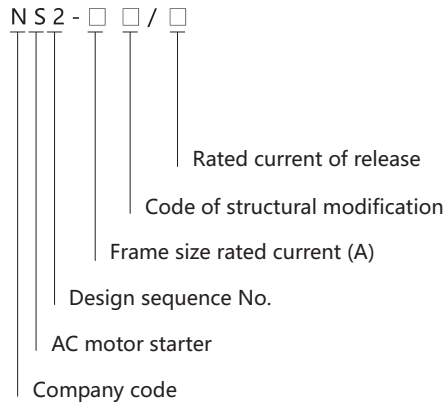 NS2-□ □/□
Rated current of release
Code of structural modification
Frame size rated current (A)
Design sequence No.
AC motor starter
Company code